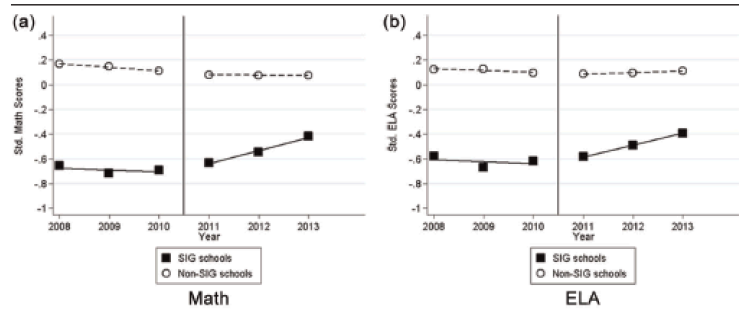 (a)
Std. Math Scores
.4
.2
0
-.2
-.4
-.6
-.8
-1
2008 2009 2010 2011 2012 2013
Year
SIG schools
Non-SIG schools
Math
(b)
Std. ELA Scores
.4
.2
0
-.2
-.4
-.6
-.8
-1
2008 2009 2010 2011 2012 2013
Year
SIG schools
Non-SIG schools
ELA